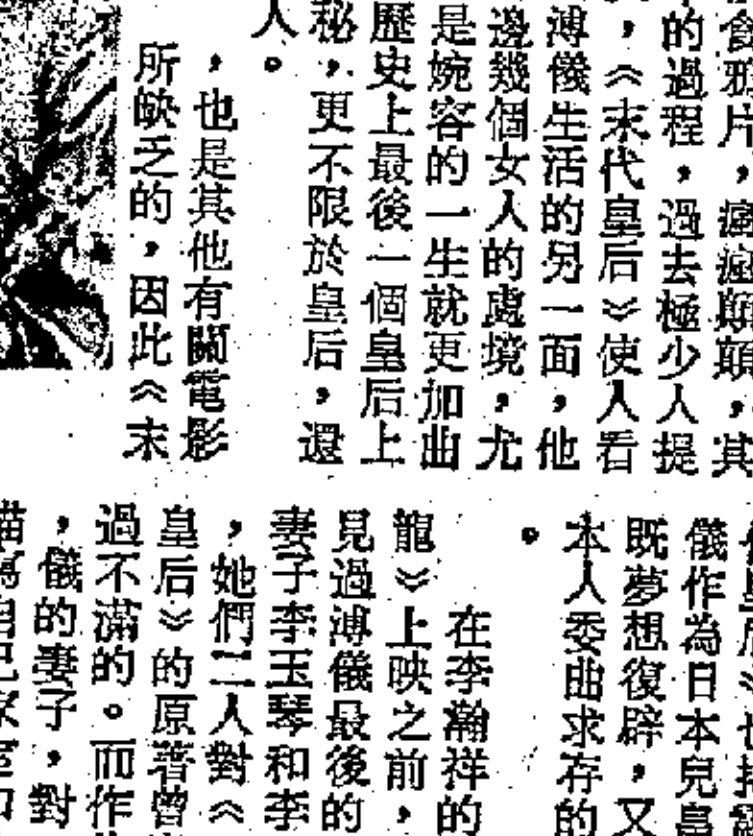 食鴉片，瘋瘋顛顛，其
的過程，過去極少人提
，《末代皇后》使人看
溥儀生活的另一面，他
邊幾個女人的處境，尤
是婉容的一生就更加曲
歷史上最後一個皇后上
秘，更不限於皇后，還
人。
，也是其他有關電影
所缺乏的，因此《末
儀作為日本兒皇
既夢想復辟，又
本人委曲求存的
。
在李瀚祥的
龍》上映之前，
見過溥儀最後的
妻子李玉琴和李
，她們二人對《
皇后》的原著曾
過不滿的。而作
，儀的妻子，對